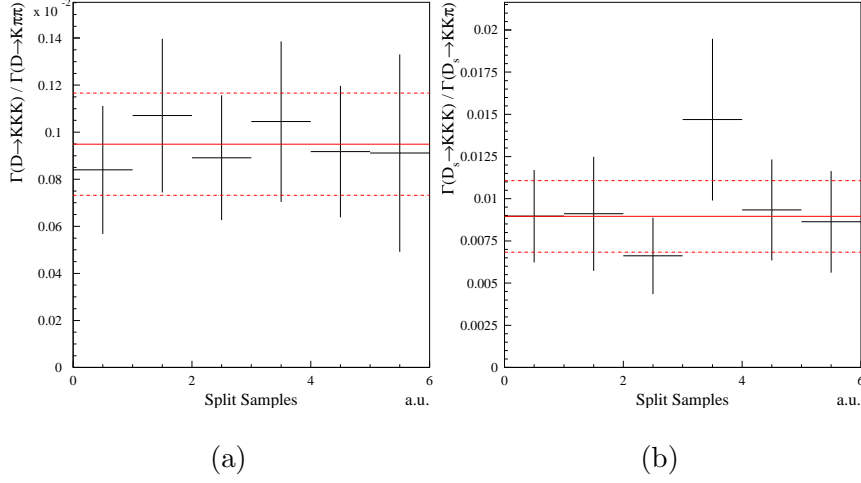 x 10 -2
Γ(D→KKK) / Γ(D→Kππ)
0.14
0.12
0.1
0.08
0.06
0.04
0.02
0
0 2 4 6
Split Samples a.u.
(a)
Γ(Dₛ→KKK) / Γ(Dₛ→KKπ)
0.02
0.0175
0.015
0.0125
0.01
0.0075
0.005
0.0025
0
0 2 4 6
Split Samples a.u.
(b)